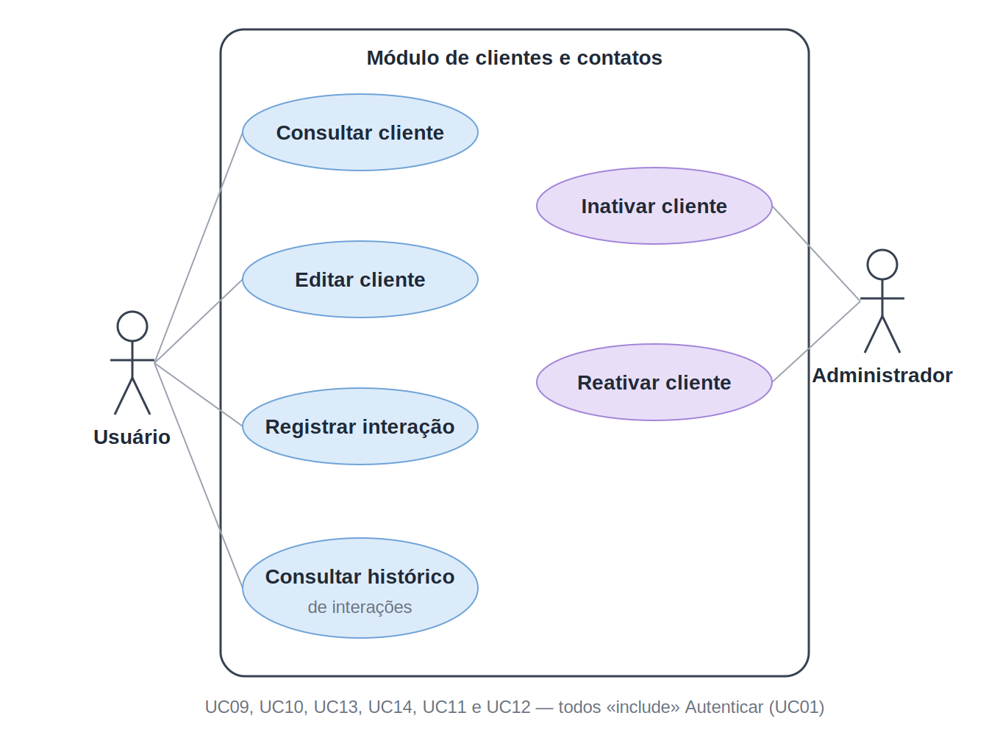 Módulo de clientes e contatos
Consultar cliente
Inativar cliente
Editar cliente
Reativar cliente
Administrador
Registrar interação
Usuário
Consultar histórico
de interações
UC09, UC10, UC13, UC14, UC11 e UC12 — todos «include» Autenticar (UC01)